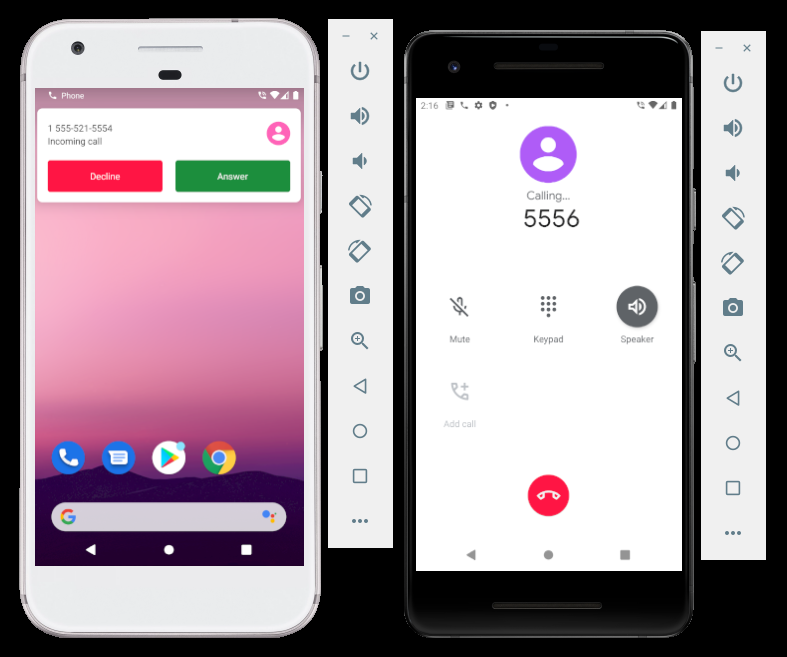 Phone
1 555-521-5554
Incoming call
Decline
Answer
G
2:16
Calling...
5556
Mute
Keypad
Speaker
Add call